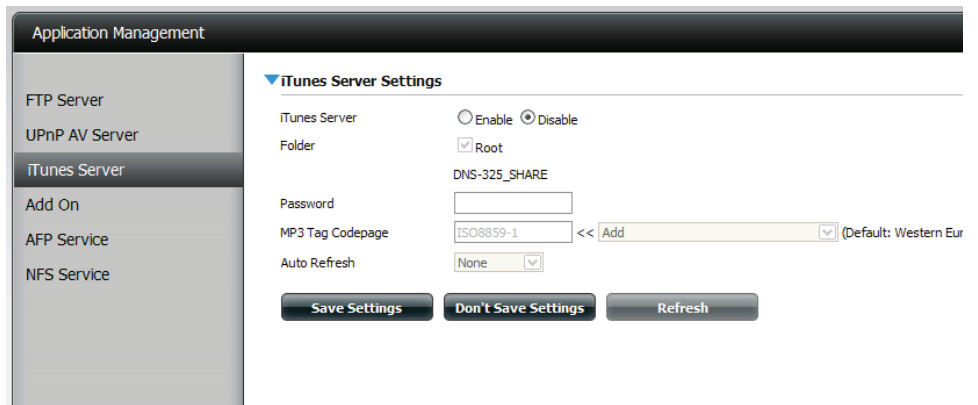 Application Management
FTP Server
UPnP AV Server
iTunes Server
Add On
AFP Service
NFS Service
iTunes Server Settings
iTunes Server Enable Disable
Folder Root
DNS-325_SHARE
Password
MP3 Tag Codepage ISO8859-1 << Add (Default: Western Eur
Auto Refresh None
Save Settings Don't Save Settings Refresh